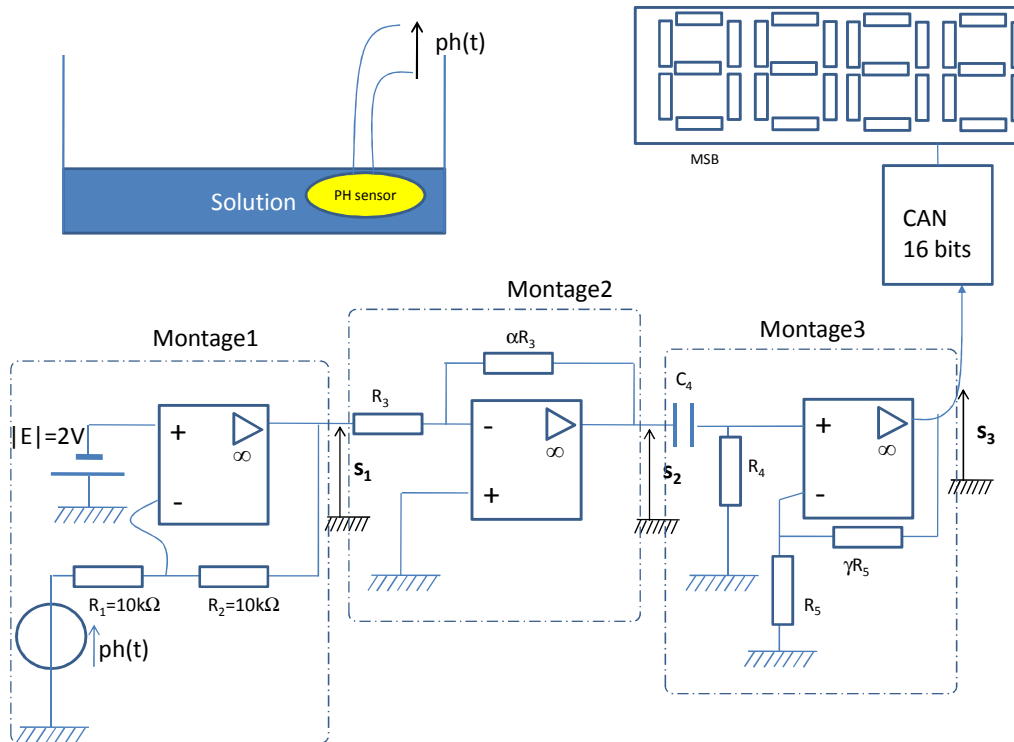 ph(t)
PH sensor
Solution
MSB
CAN
16 bits
Montage1
Montage2
Montage3
|E|=2V
+
-
∞
R₁=10kΩ
R₂=10kΩ
ph(t)
s₁
R₃
αR₃
-
+
∞
s₂
C₄
R₄
+
-
∞
γR₅
R₅
s₃